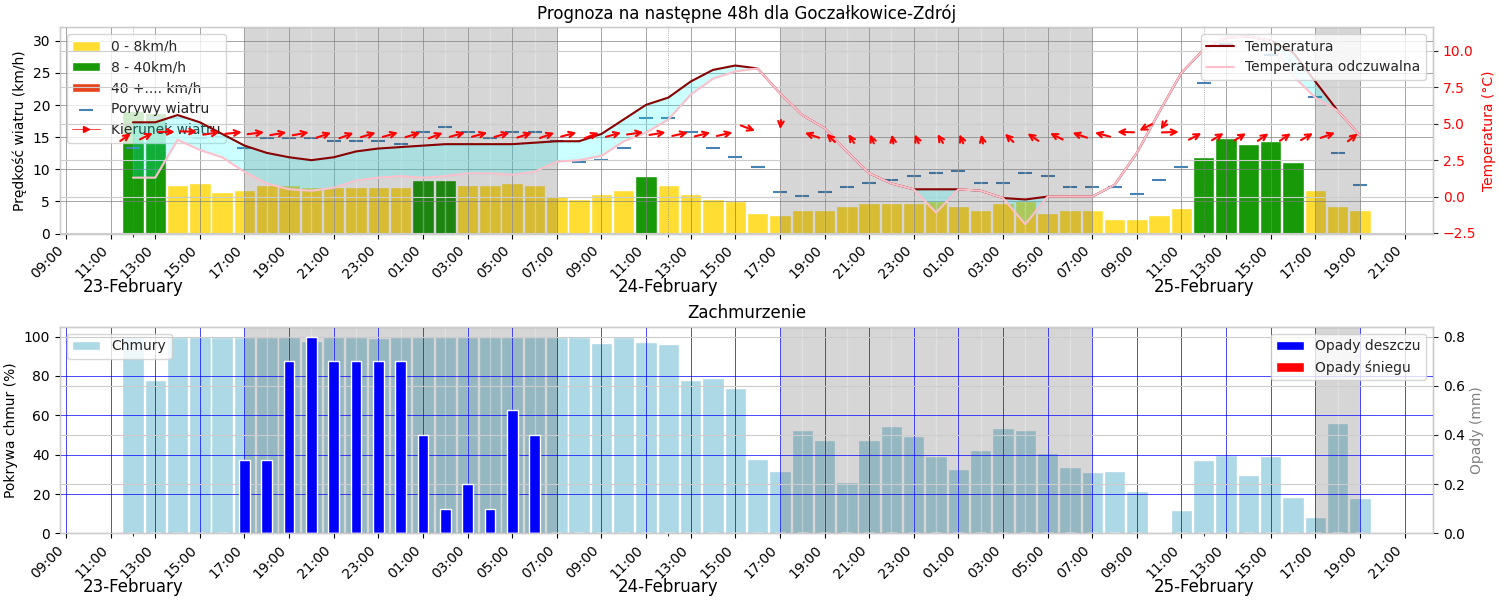 Prognoza na następne 48h dla Goczałkowice-Zdrój
Prędkość wiatru (km/h)
30
25
20
15
10
5
0
0 - 8km/h
8 - 40km/h
40 +.... km/h
Porywy wiatru
Kierunek wiatru
Temperatura
Temperatura odczuwalna
10.0
7.5
5.0
2.5
0.0
−2.5
Temperatura (°C)
09:00 11:00 13:00 15:00 17:00 19:00 21:00 23:00 01:00 03:00 05:00 07:00 09:00 11:00 13:00 15:00 17:00 19:00 21:00 23:00 01:00 03:00 05:00 07:00 09:00 11:00 13:00 15:00 17:00 19:00 21:00
23-February 24-February 25-February
Zachmurzenie
Pokrywa chmur (%)
100
80
60
40
20
0
Chmury
Opady deszczu
Opady śniegu
0.8
0.6
0.4
0.2
0.0
Opady (mm)
09:00 11:00 13:00 15:00 17:00 19:00 21:00 23:00 01:00 03:00 05:00 07:00 09:00 11:00 13:00 15:00 17:00 19:00 21:00 23:00 01:00 03:00 05:00 07:00 09:00 11:00 13:00 15:00 17:00 19:00 21:00
23-February 24-February 25-February